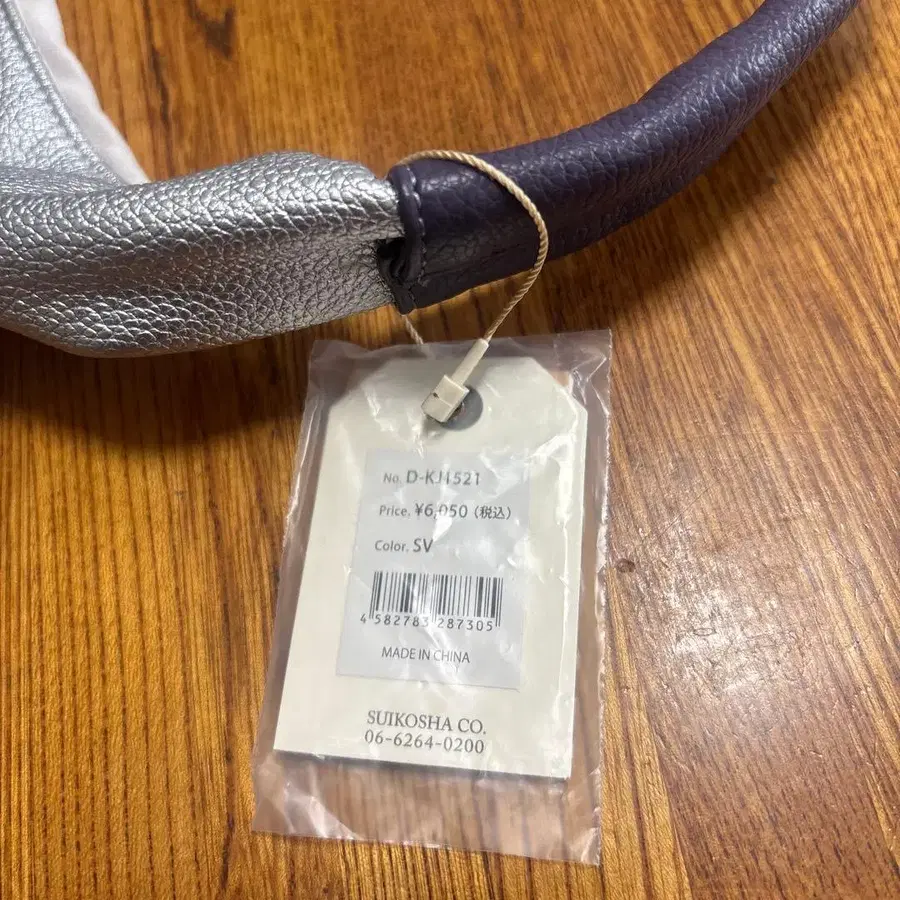 No. D-KJ1521
Price. ¥6,050（税込）
Color. SV
4 582783 287305
MADE IN CHINA
SUIKOSHA CO.
06-6264-0200